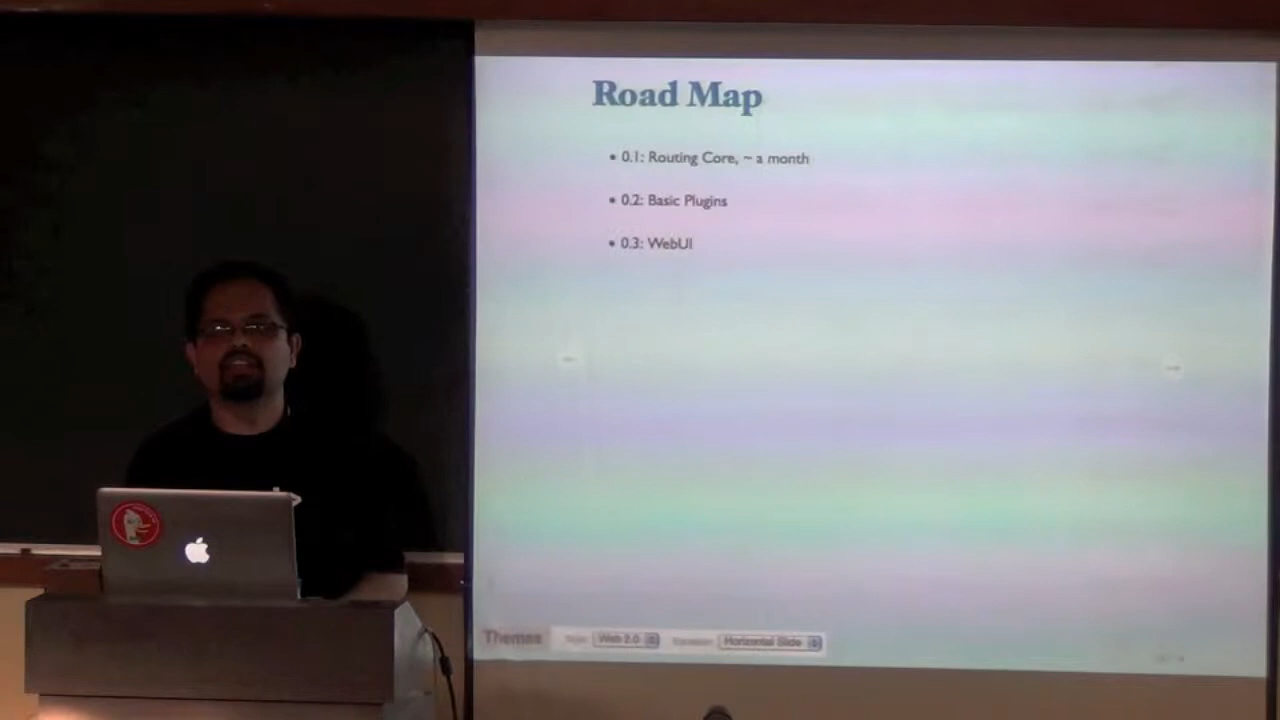 Road Map
• 0.1: Routing Core, ~ a month
• 0.2: Basic Plugins
• 0.3: WebUI
Themes Web 2.0 Horizontal Slide